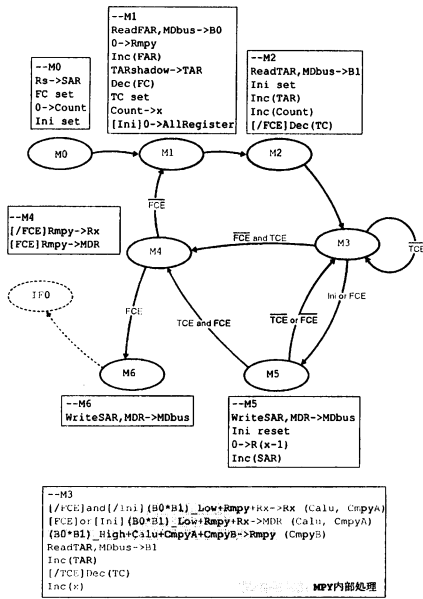 --M0
Rs->SAR
FC set
0->Count
Ini set
--M1
ReadFAR,MDbus->B0
0->Rmpy
Inc(FAR)
TARshadow->TAR
Dec(FC)
TC set
Count->x
[Ini]0->AllRegister
--M2
ReadTAR,MDbus->B1
Ini set
Inc(TAR)
Inc(Count)
[/FCE]Dec(TC)
M0
M1
M2
--M4
[/FCE]Rmpy->Rx
[FCE]Rmpy->MDR
FCE
FCE and TCE
M3
TCE
M4
IF0
FCE
TCE and FCE
TCE or FCE
Ini or FCE
M6
M5
--M6
WriteSAR,MDR->MDbus
--M5
WriteSAR,MDR->MDbus
Ini reset
0->R(x-1)
Inc(SAR)
--M3
[/FCE]and[/Ini](B0*B1)_Low+Rmpy+Rx->Rx (Calu, CmpyA)
[FCE]or[Ini](B0*B1)_Low+Rmpy+Rx->MDR (Calu, CmpyA)
(B0*B1)_High+Calu+CmpyA+CmpyB->Rmpy (CmpyB)
ReadTAR,MDbus->B1
Inc(TAR)
[/TCE]Dec(TC)
Inc(x)
MPY内部処理